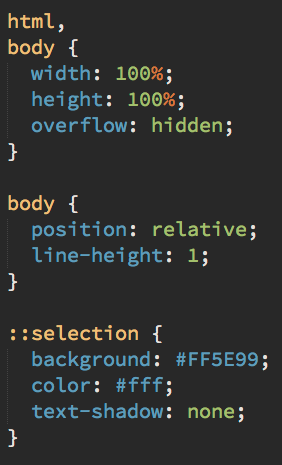 html,
body {
  width: 100%;
  height: 100%;
  overflow: hidden;
}

body {
  position: relative;
  line-height: 1;
}

::selection {
  background: #FF5E99;
  color: #fff;
  text-shadow: none;
}